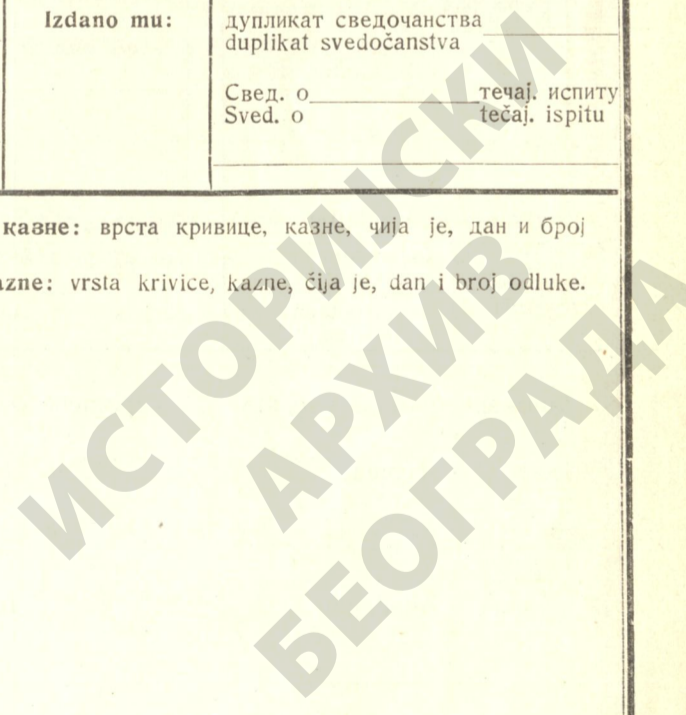 Izdano mu:
дупликат сведочанства
duplikat svedočanstva
Свед. о течај. испиту
Sved. o tečaj. ispitu
казне: врста кривице, казне, чија је, дан и број
azne: vrsta krivice, kazne, čija je, dan i broj odluke.
ИСТОРИЈСКИ
АРХИВ
БЕОГРАДА